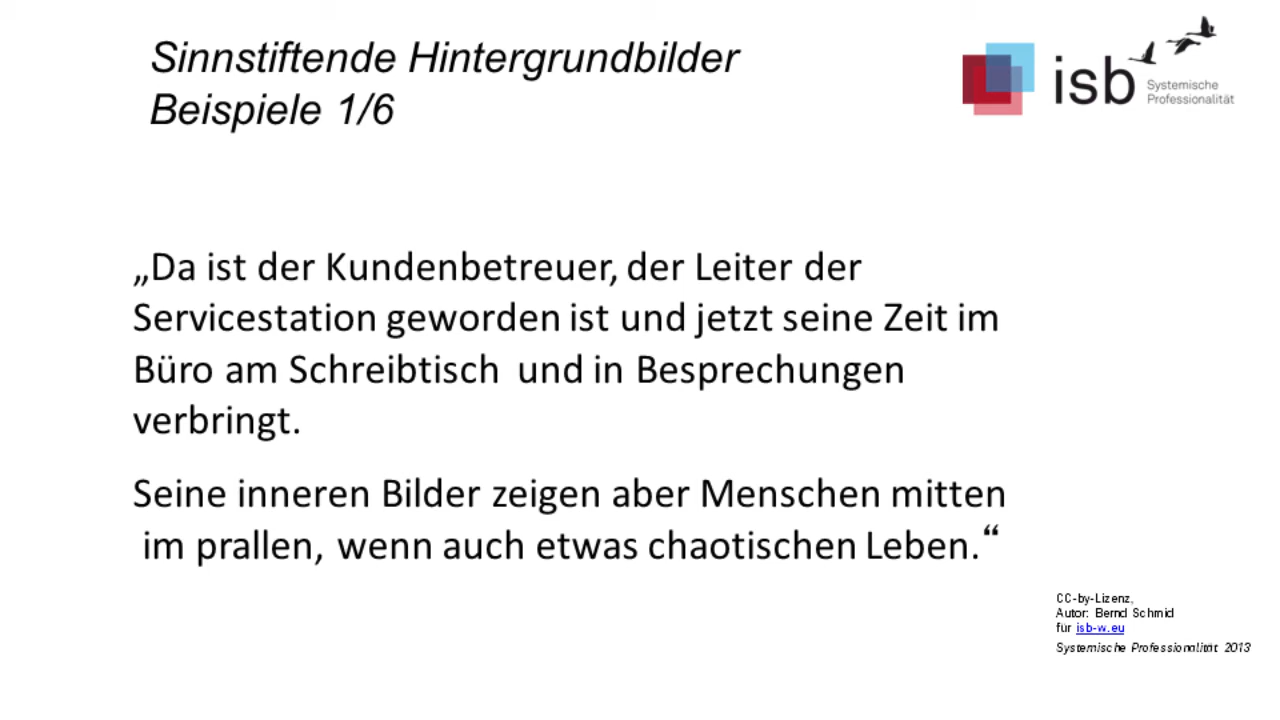 Sinnstiftende Hintergrundbilder
Beispiele 1/6
isb
Systemische
Professionalität
„Da ist der Kundenbetreuer, der Leiter der
Servicestation geworden ist und jetzt seine Zeit im
Büro am Schreibtisch und in Besprechungen
verbringt.
Seine inneren Bilder zeigen aber Menschen mitten
im prallen, wenn auch etwas chaotischen Leben.“
CC-by-Lizenz,
Autor: Bernd Schmid
für isb-w.eu
Systemische Professionalität 2013